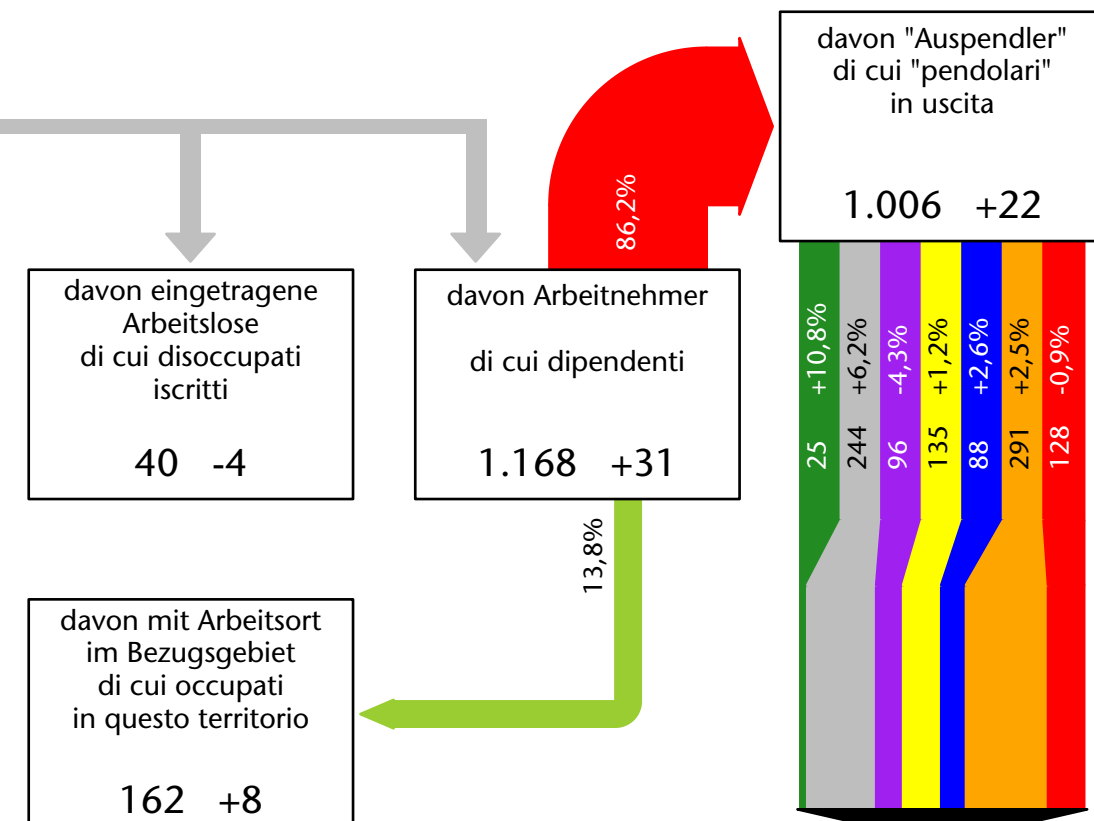 davon "Auspendler"
di cui "pendolari"
in uscita
1.006 +22
86,2%
davon eingetragene
Arbeitslose
di cui disoccupati
iscritti
40 -4
davon Arbeitnehmer
di cui dipendenti
1.168 +31
25 +10,8%
244 +6,2%
96 -4,3%
135 +1,2%
88 +2,6%
291 +2,5%
128 -0,9%
13,8%
davon mit Arbeitsort
im Bezugsgebiet
di cui occupati
in questo territorio
162 +8